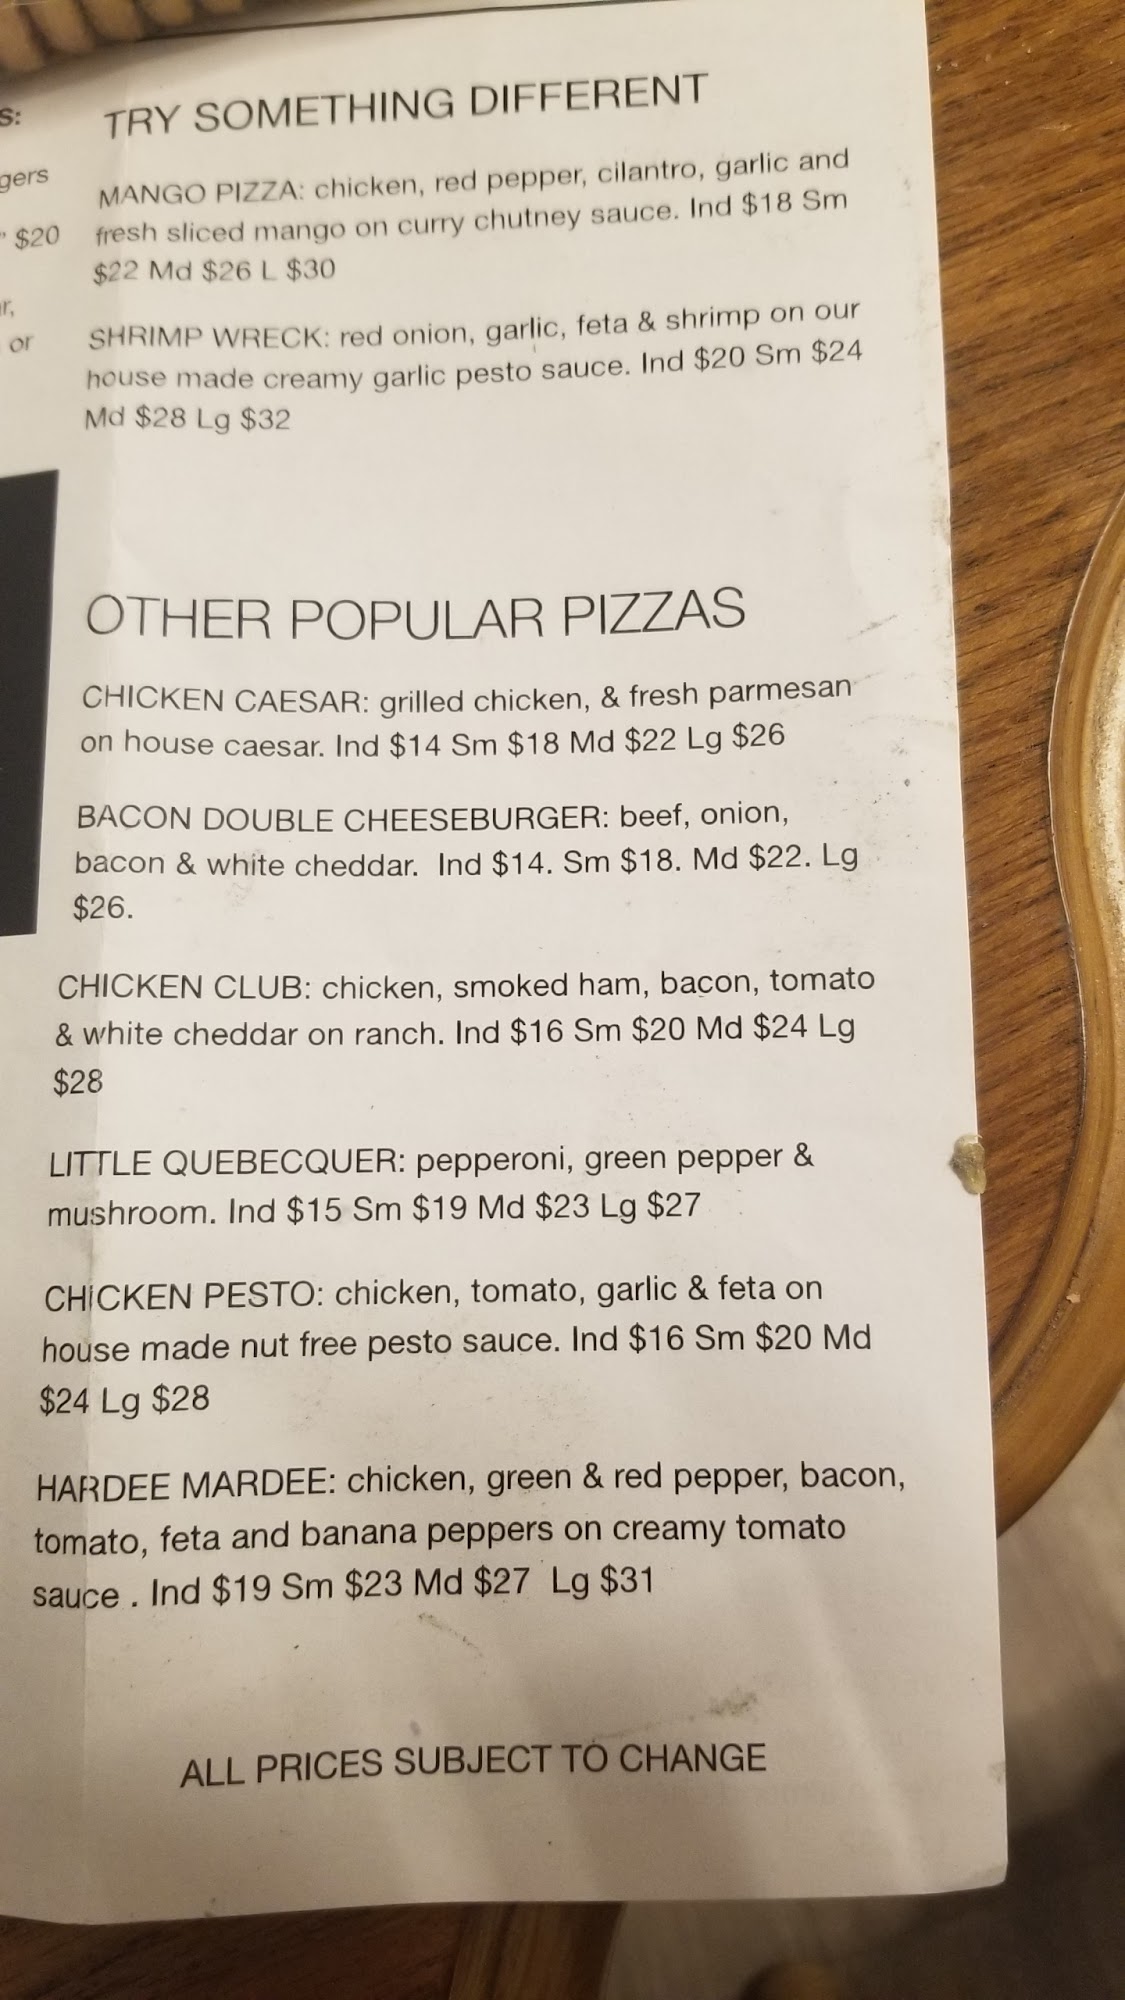 S:
gers
" $20
r,
or
TRY SOMETHING DIFFERENT
MANGO PIZZA: chicken, red pepper, cilantro, garlic and
fresh sliced mango on curry chutney sauce. Ind $18 Sm
$22 Md $26 L $30
SHRIMP WRECK: red onion, garlic, feta & shrimp on our
house made creamy garlic pesto sauce. Ind $20 Sm $24
Md $28 Lg $32
OTHER POPULAR PIZZAS
CHICKEN CAESAR: grilled chicken, & fresh parmesan
on house caesar. Ind $14 Sm $18 Md $22 Lg $26
BACON DOUBLE CHEESEBURGER: beef, onion,
bacon & white cheddar. Ind $14. Sm $18. Md $22. Lg
$26.
CHICKEN CLUB: chicken, smoked ham, bacon, tomato
& white cheddar on ranch. Ind $16 Sm $20 Md $24 Lg
$28
LITTLE QUEBECQUER: pepperoni, green pepper &
mushroom. Ind $15 Sm $19 Md $23 Lg $27
CHICKEN PESTO: chicken, tomato, garlic & feta on
house made nut free pesto sauce. Ind $16 Sm $20 Md
$24 Lg $28
HARDEE MARDEE: chicken, green & red pepper, bacon,
tomato, feta and banana peppers on creamy tomato
sauce . Ind $19 Sm $23 Md $27 Lg $31
ALL PRICES SUBJECT TO CHANGE